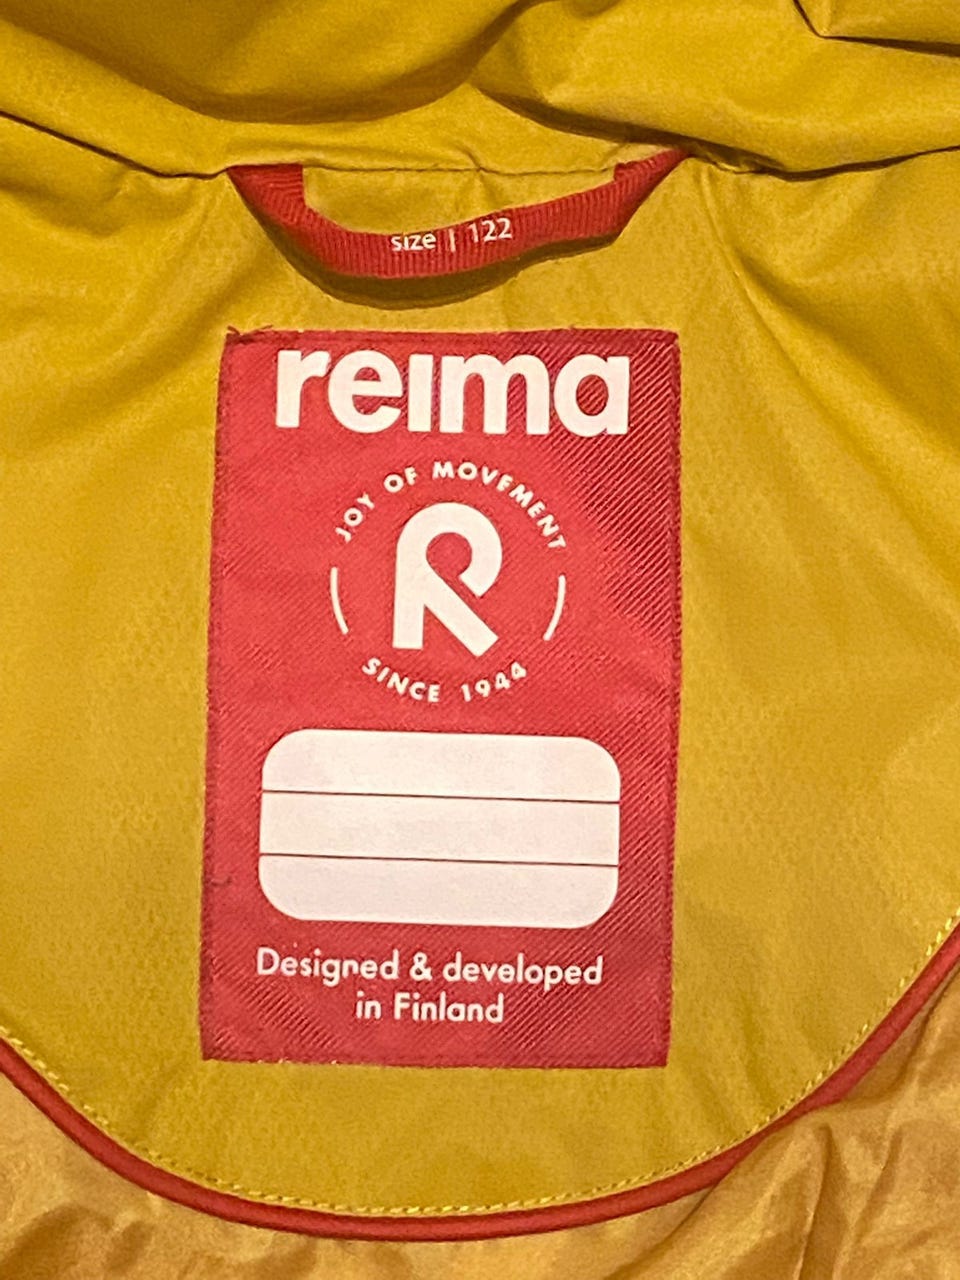 size | 122
reima
JOY OF MOVEMENT
R
SINCE 1944
Designed & developed
in Finland